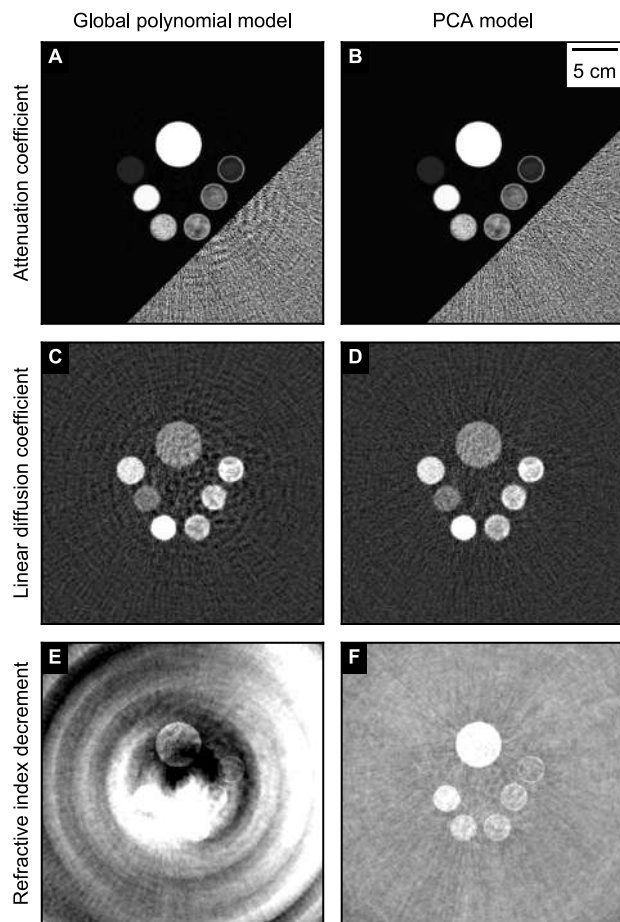 Global polynomial model
PCA model
Attenuation coefficient
A
B
5 cm
Linear diffusion coefficient
C
D
Refractive index decrement
E
F